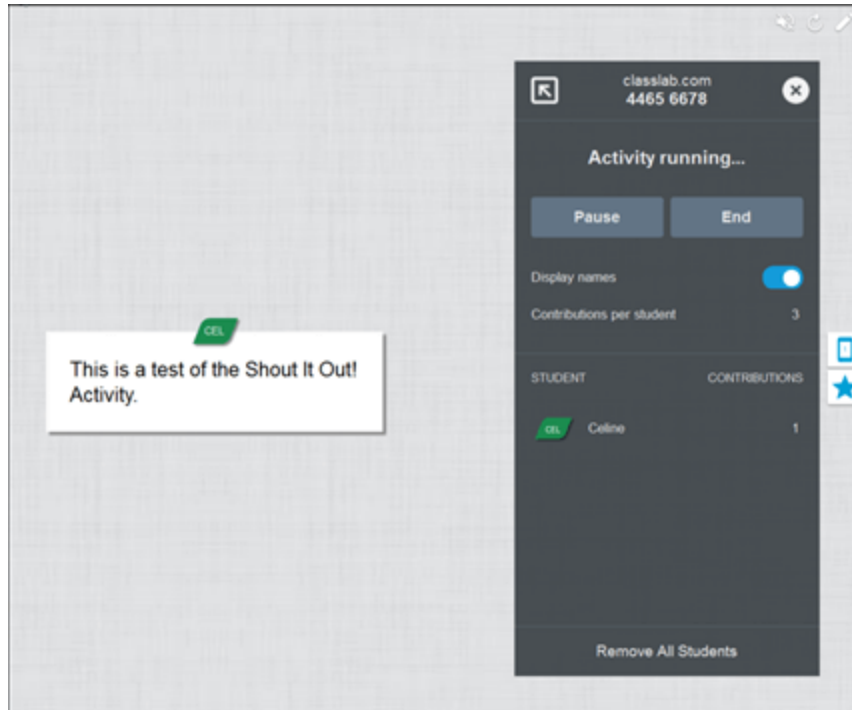 classlab.com
4465 6678
Activity running...
Pause End
Display names
Contributions per student 3
CEL
This is a test of the Shout It Out!
Activity.
STUDENT CONTRIBUTIONS
CEL Celine 1
Remove All Students